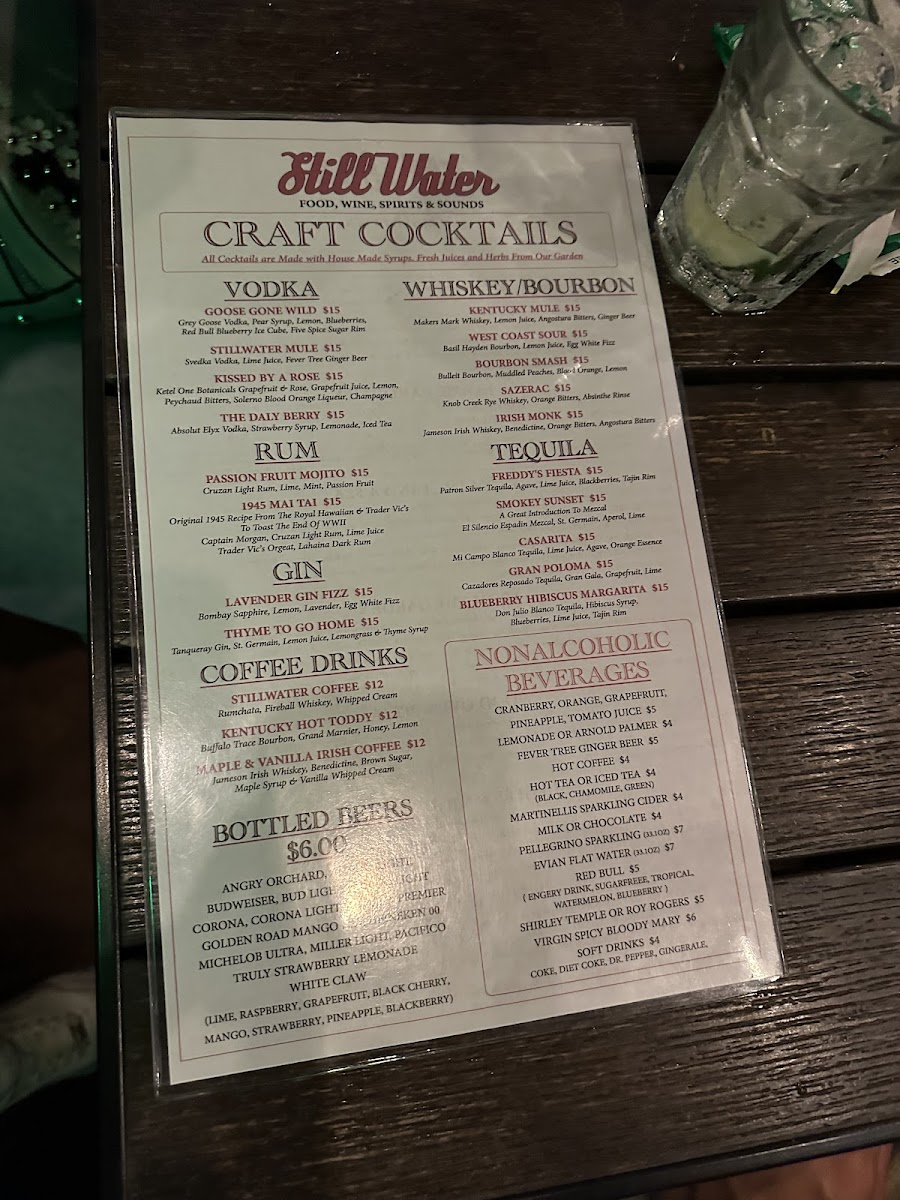 Still Water
FOOD, WINE, SPIRITS & SOUNDS
CRAFT COCKTAILS
All Cocktails are Made with House Made Syrups, Fresh Juices and Herbs From Our Garden
VODKA
GOOSE GONE WILD $15
Grey Goose Vodka, Pear Syrup, Lemon, Blueberries,
Red Bull Blueberry Ice Cube, Five Spice Sugar Rim
STILLWATER MULE $15
Svedka Vodka, Lime Juice, Fever Tree Ginger Beer
KISSED BY A ROSE $15
Ketel One Botanicals Grapefruit & Rose, Grapefruit Juice, Lemon,
Peychaud Bitters, Solerno Blood Orange Liqueur, Champagne
THE DALY BERRY $15
Absolut Elyx Vodka, Strawberry Syrup, Lemonade, Iced Tea
RUM
PASSION FRUIT MOJITO $15
Cruzan Light Rum, Lime, Mint, Passion Fruit
1945 MAI TAI $15
Original 1945 Recipe From The Royal Hawaiian & Trader Vic's
To Toast The End Of WWII
Captain Morgan, Cruzan Light Rum, Lime Juice
Trader Vic's Orgeat, Lahaina Dark Rum
GIN
LAVENDER GIN FIZZ $15
Bombay Sapphire, Lemon, Lavender, Egg White Fizz
THYME TO GO HOME $15
Tanqueray Gin, St. Germain, Lemon Juice, Lemongrass & Thyme Syrup
COFFEE DRINKS
STILLWATER COFFEE $12
Rumchata, Fireball Whiskey, Whipped Cream
KENTUCKY HOT TODDY $12
Buffalo Trace Bourbon, Grand Marnier, Honey, Lemon
MAPLE & VANILLA IRISH COFFEE $12
Jameson Irish Whiskey, Benedictine, Brown Sugar,
Maple Syrup & Vanilla Whipped Cream
BOTTLED BEERS
$6.00
ANGRY ORCHARD,
BUDWEISER, BUD LIGHT
CORONA, CORONA LIGHT PREMIER
GOLDEN ROAD MANGO 00
MICHELOB ULTRA, MILLER LIGHT, PACIFICO
TRULY STRAWBERRY LEMONADE
WHITE CLAW
(LIME, RASPBERRY, GRAPEFRUIT, BLACK CHERRY,
MANGO, STRAWBERRY, PINEAPPLE, BLACKBERRY)
WHISKEY/BOURBON
KENTUCKY MULE $15
Makers Mark Whiskey, Lemon Juice, Angostura Bitters, Ginger Beer
WEST COAST SOUR $15
Basil Hayden Bourbon, Lemon Juice, Egg White Fizz
BOURBON SMASH $15
Bulleit Bourbon, Muddled Peaches, Blood Orange, Lemon
SAZERAC $15
Knob Creek Rye Whiskey, Orange Bitters, Absinthe Rinse
IRISH MONK $15
Jameson Irish Whiskey, Benedictine, Orange Bitters, Angostura Bitters
TEQUILA
FREDDY'S FIESTA $15
Patron Silver Tequila, Agave, Lime Juice, Blackberries, Tajin Rim
SMOKEY SUNSET $15
A Great Introduction To Mezcal
El Silencio Espadin Mezcal, St. Germain, Aperol, Lime
CASARITA $15
Mi Campo Blanco Tequila, Lime Juice, Agave, Orange Essence
GRAN POLOMA $15
Cazadores Reposado Tequila, Gran Gala, Grapefruit, Lime
BLUEBERRY HIBISCUS MARGARITA $15
Don Julio Blanco Tequila, Hibiscus Syrup,
Blueberries, Lime Juice, Tajin Rim
NONALCOHOLIC
BEVERAGES
CRANBERRY, ORANGE, GRAPEFRUIT,
PINEAPPLE, TOMATO JUICE $5
LEMONADE OR ARNOLD PALMER $4
FEVER TREE GINGER BEER $5
HOT COFFEE $4
HOT TEA OR ICED TEA $4
(BLACK, CHAMOMILE, GREEN)
MARTINELLIS SPARKLING CIDER $4
MILK OR CHOCOLATE $4
PELLEGRINO SPARKLING (33.1OZ) $7
EVIAN FLAT WATER (33.1OZ) $7
RED BULL $5
( ENGERY DRINK, SUGARFREEE, TROPICAL,
WATERMELON, BLUEBERRY )
SHIRLEY TEMPLE OR ROY ROGERS $5
VIRGIN SPICY BLOODY MARY $6
SOFT DRINKS $4
COKE, DIET COKE, DR. PEPPER, GINGERALE,